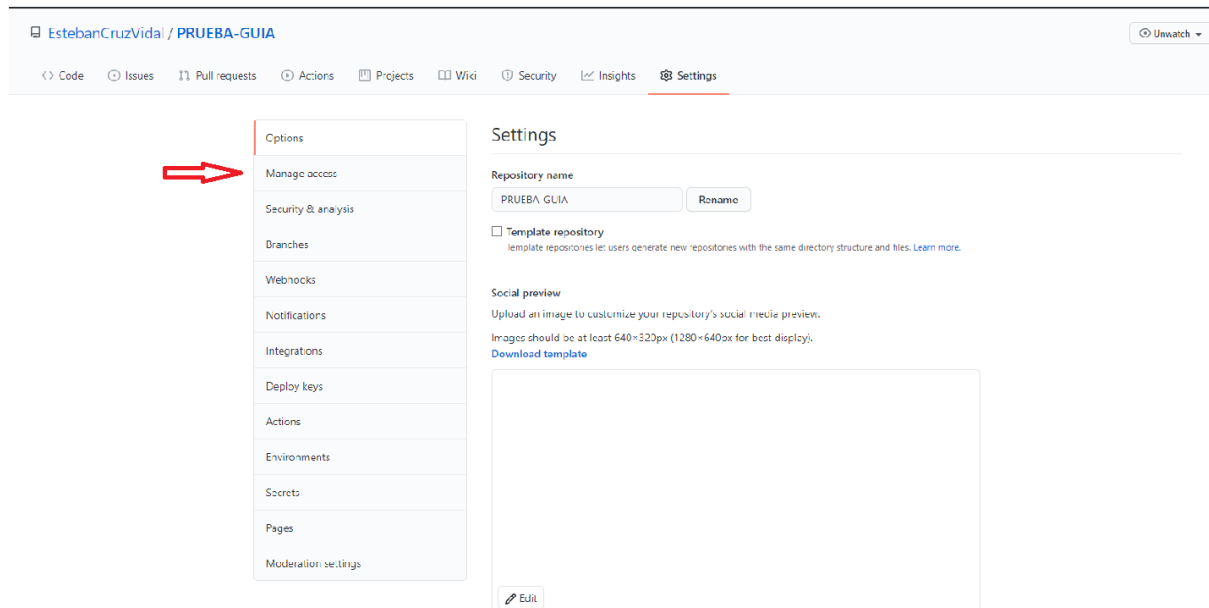 EstebanCruzVidal / PRUEBA-GUIA
Unwatch
Code Issues Pull requests Actions Projects Wiki Security Insights Settings
Options
Manage access
Security & analysis
Branches
Webhooks
Notifications
Integrations
Deploy keys
Actions
Environments
Secrets
Pages
Moderation settings
Settings
Repository name
PRUEBA-GUIA Rename
Template repository
Template repositories let users generate new repositories with the same directory structure and files. Learn more.
Social preview
Upload an image to customize your repository's social media preview.
Images should be at least 640×320px (1280×640px for best display).
Download template
Edit